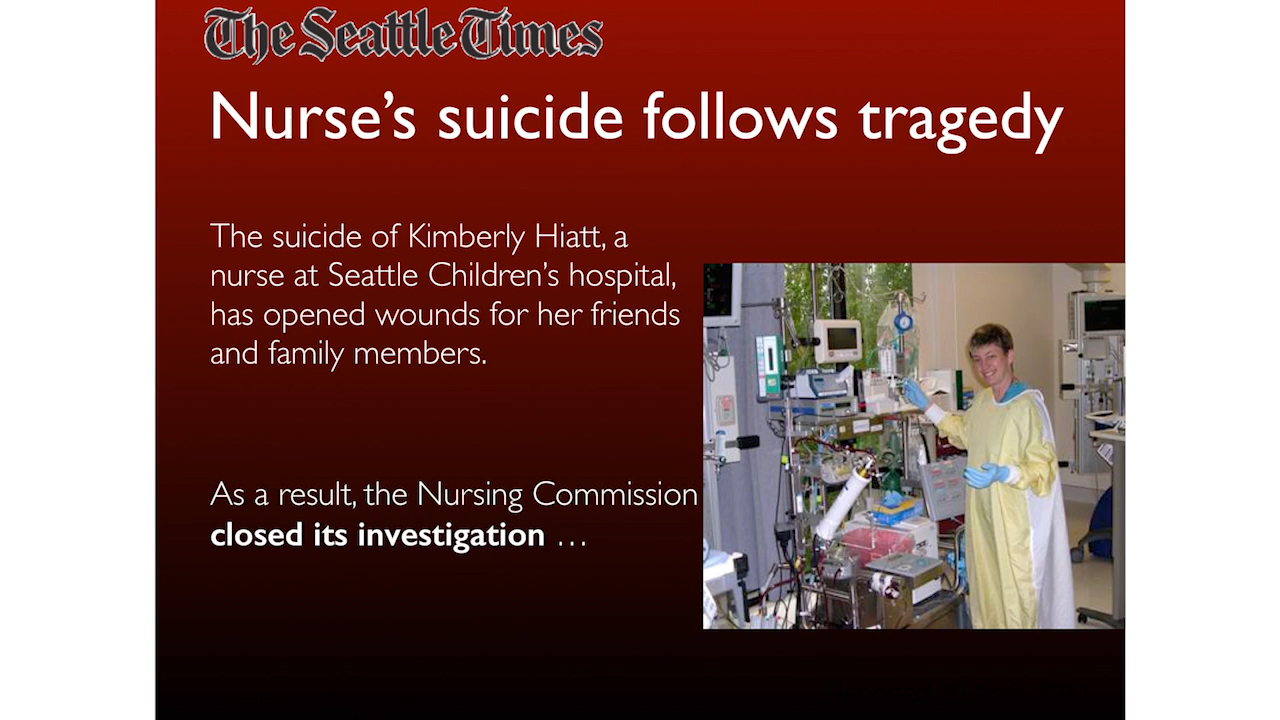 The Seattle Times
Nurse’s suicide follows tragedy
The suicide of Kimberly Hiatt, a
nurse at Seattle Children’s hospital,
has opened wounds for her friends
and family members.
As a result, the Nursing Commission
closed its investigation …